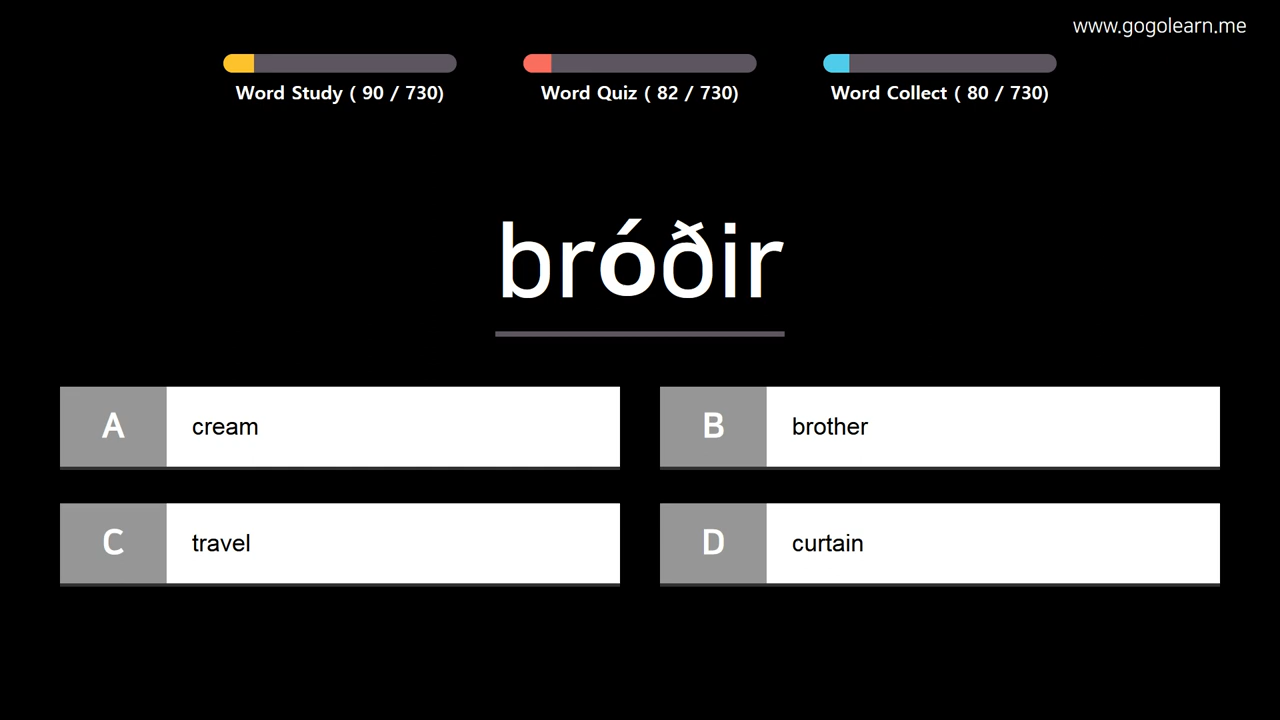 www.gogolearn.me
Word Study ( 90 / 730)
Word Quiz ( 82 / 730)
Word Collect ( 80 / 730)
bróðir
A cream
B brother
C travel
D curtain